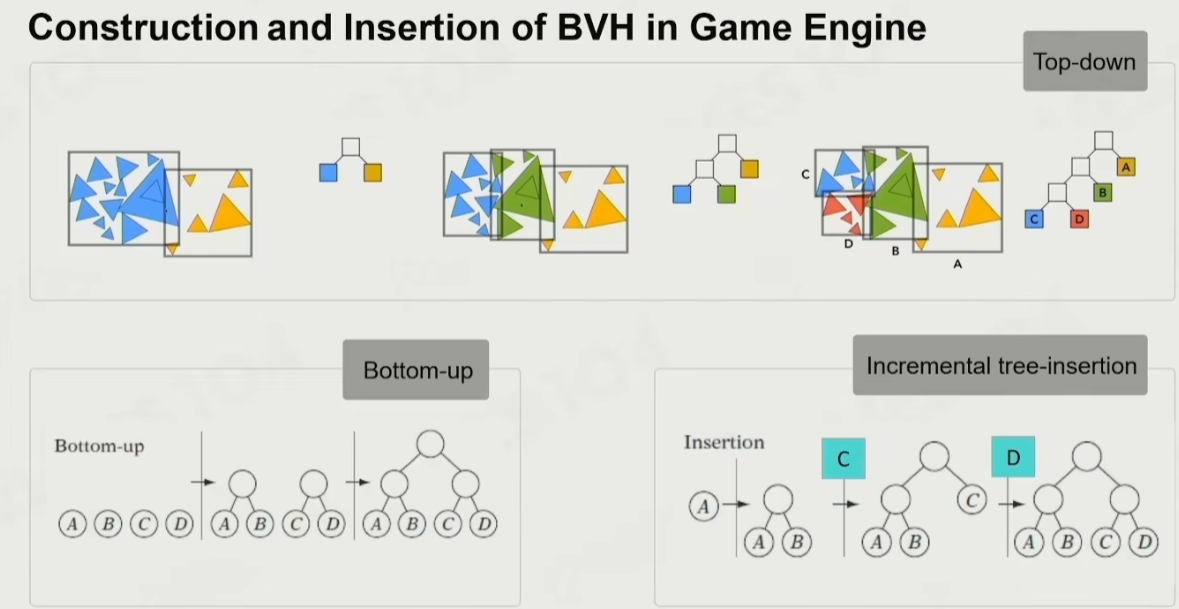 Construction and Insertion of BVH in Game Engine
Top-down
C
D
B
A
A
B
C
D
Bottom-up
Bottom-up
A B C D A B C D A B C D
Incremental tree-insertion
Insertion
C
D
A
C
A B A B A B C D